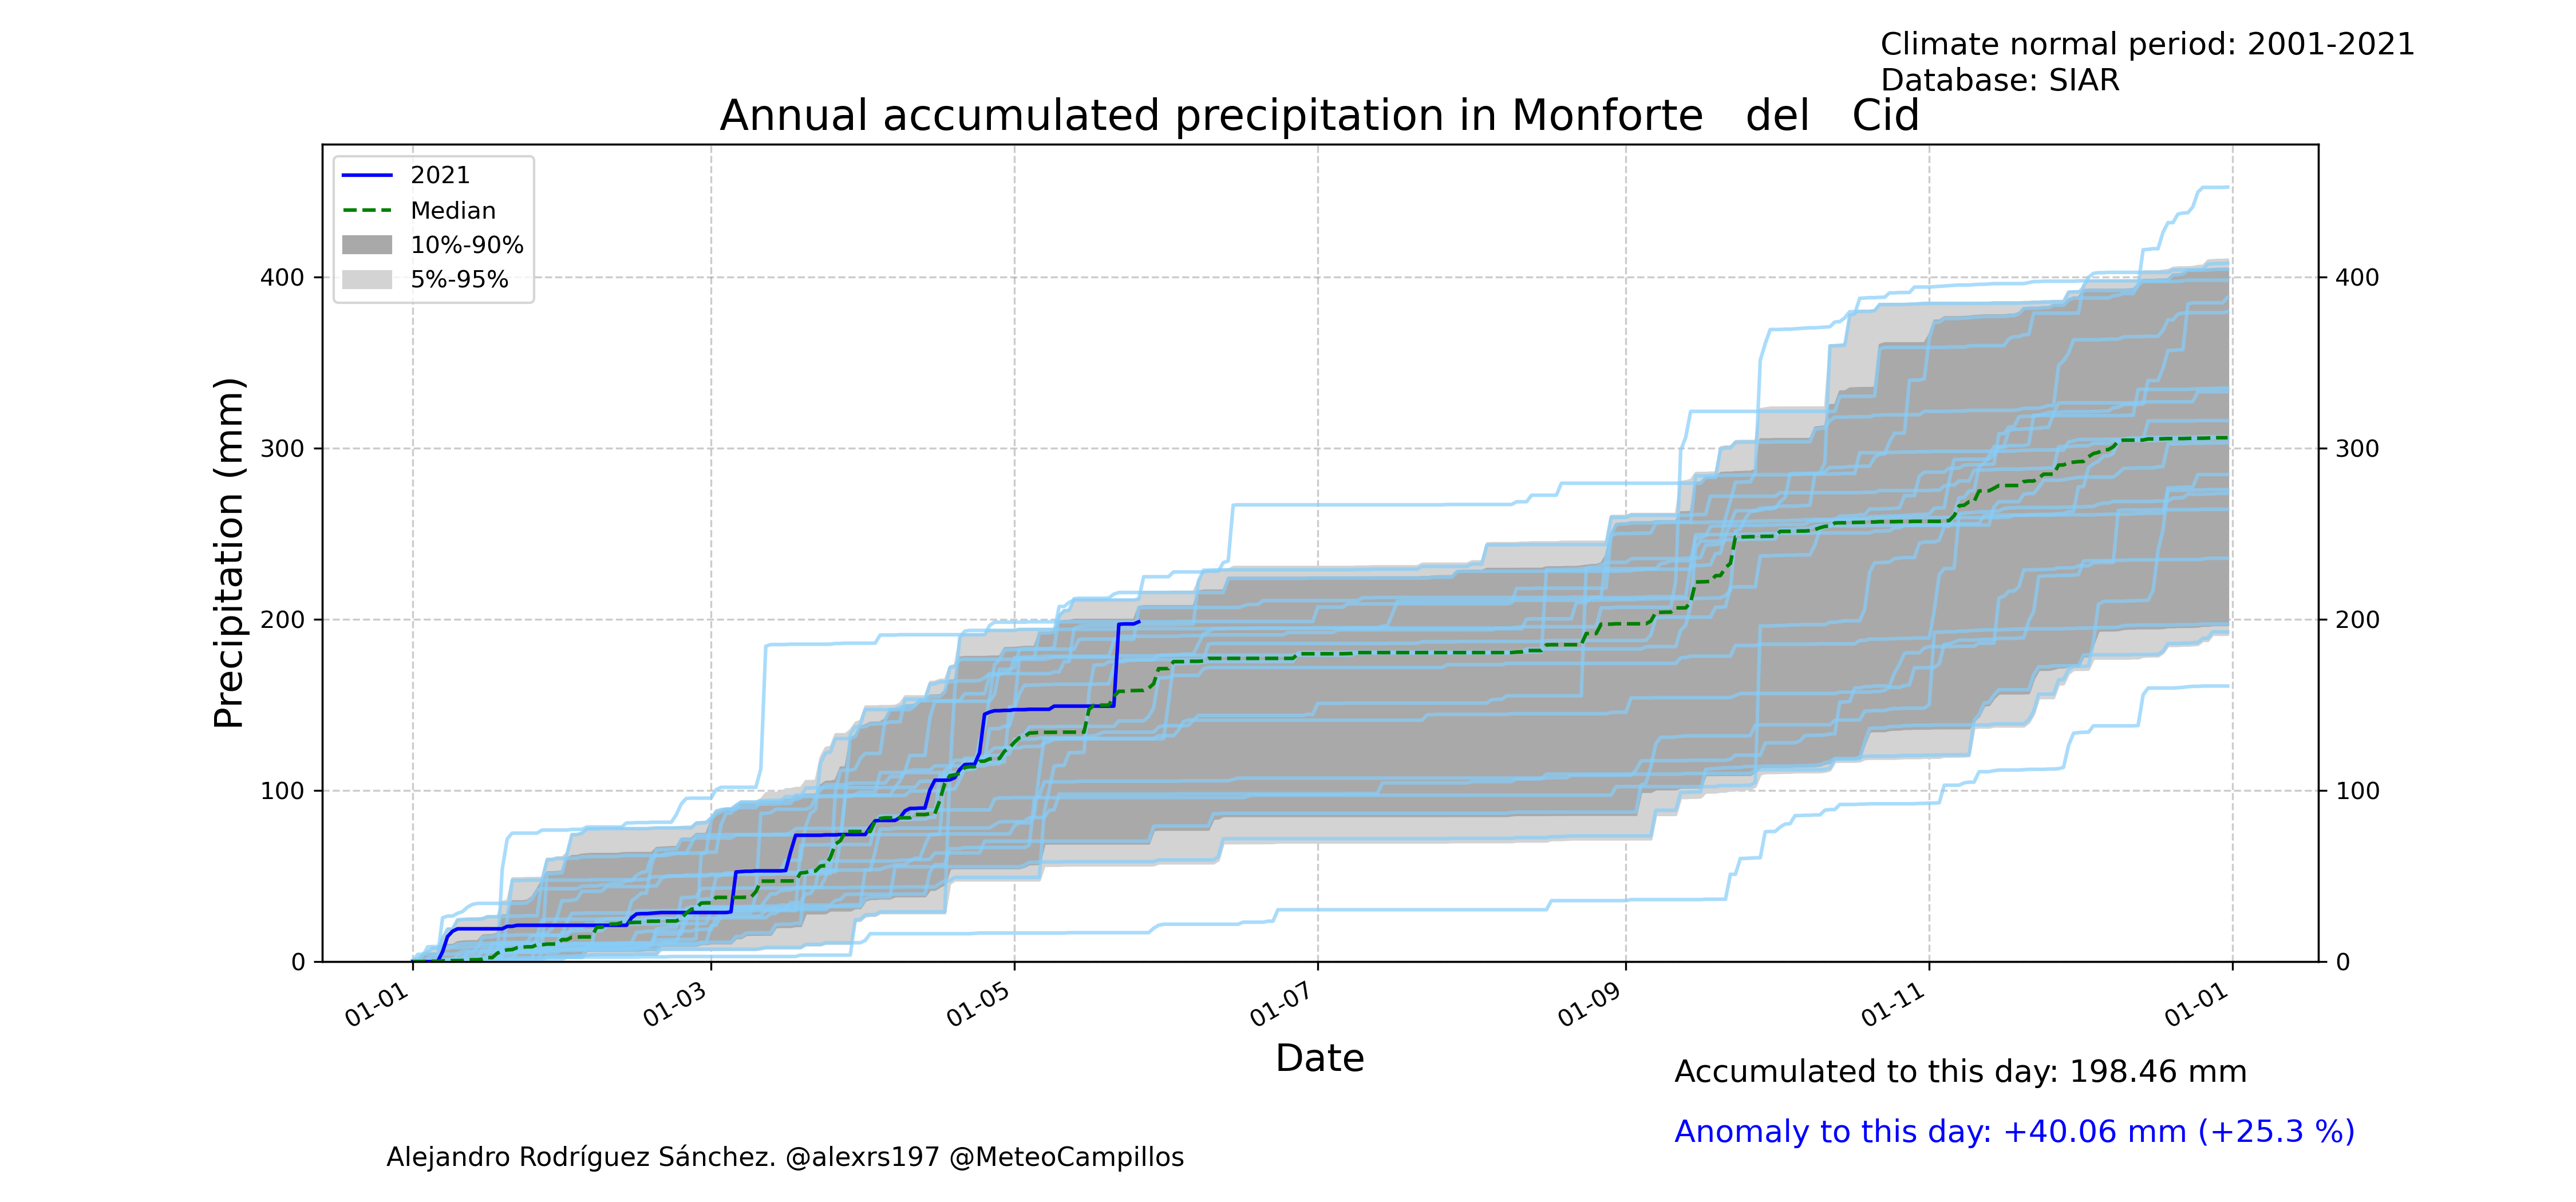 Climate normal period: 2001-2021
Database: SIAR
Annual accumulated precipitation in Monforte   del   Cid
2021
Median
10%-90%
5%-95%
Precipitation (mm)
400
300
200
100
0
400
300
200
100
0
01-01
01-03
01-05
01-07
01-09
01-11
01-01
Date
Accumulated to this day: 198.46 mm
Anomaly to this day: +40.06 mm (+25.3 %)
Alejandro Rodríguez Sánchez. @alexrs197 @MeteoCampillos